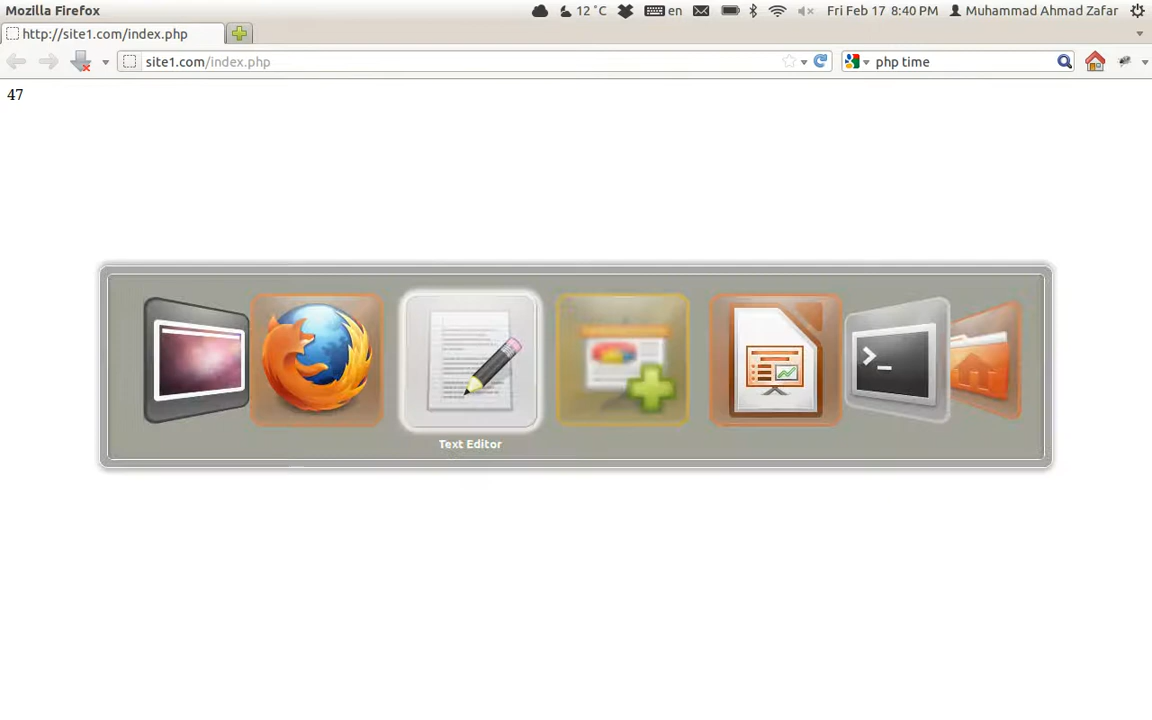 Mozilla Firefox
12 °C
en
Fri Feb 17 8:40 PM
Muhammad Ahmad Zafar
http://site1.com/index.php
site1.com/index.php
php time
47
Text Editor